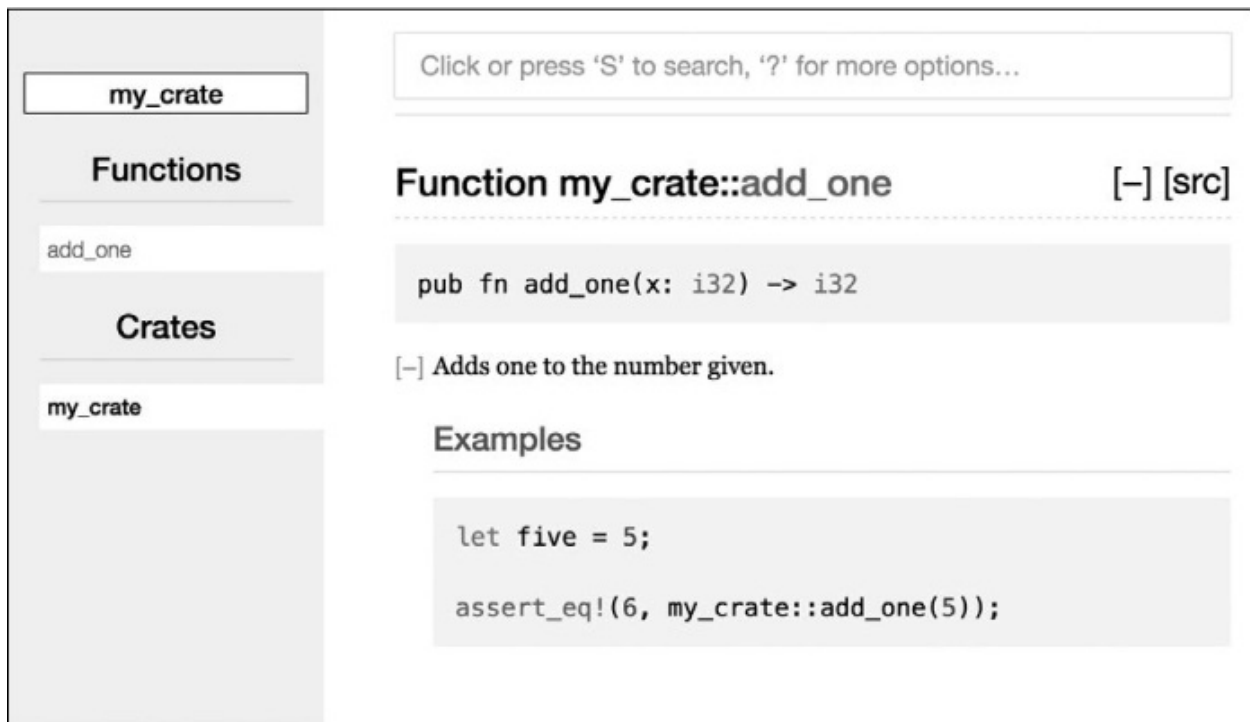 my_crate
Functions
add_one
Crates
my_crate
Click or press ‘S’ to search, ‘?’ for more options…
Function my_crate::add_one [−] [src]
pub fn add_one(x: i32) -> i32
[−] Adds one to the number given.
Examples
let five = 5;
assert_eq!(6, my_crate::add_one(5));